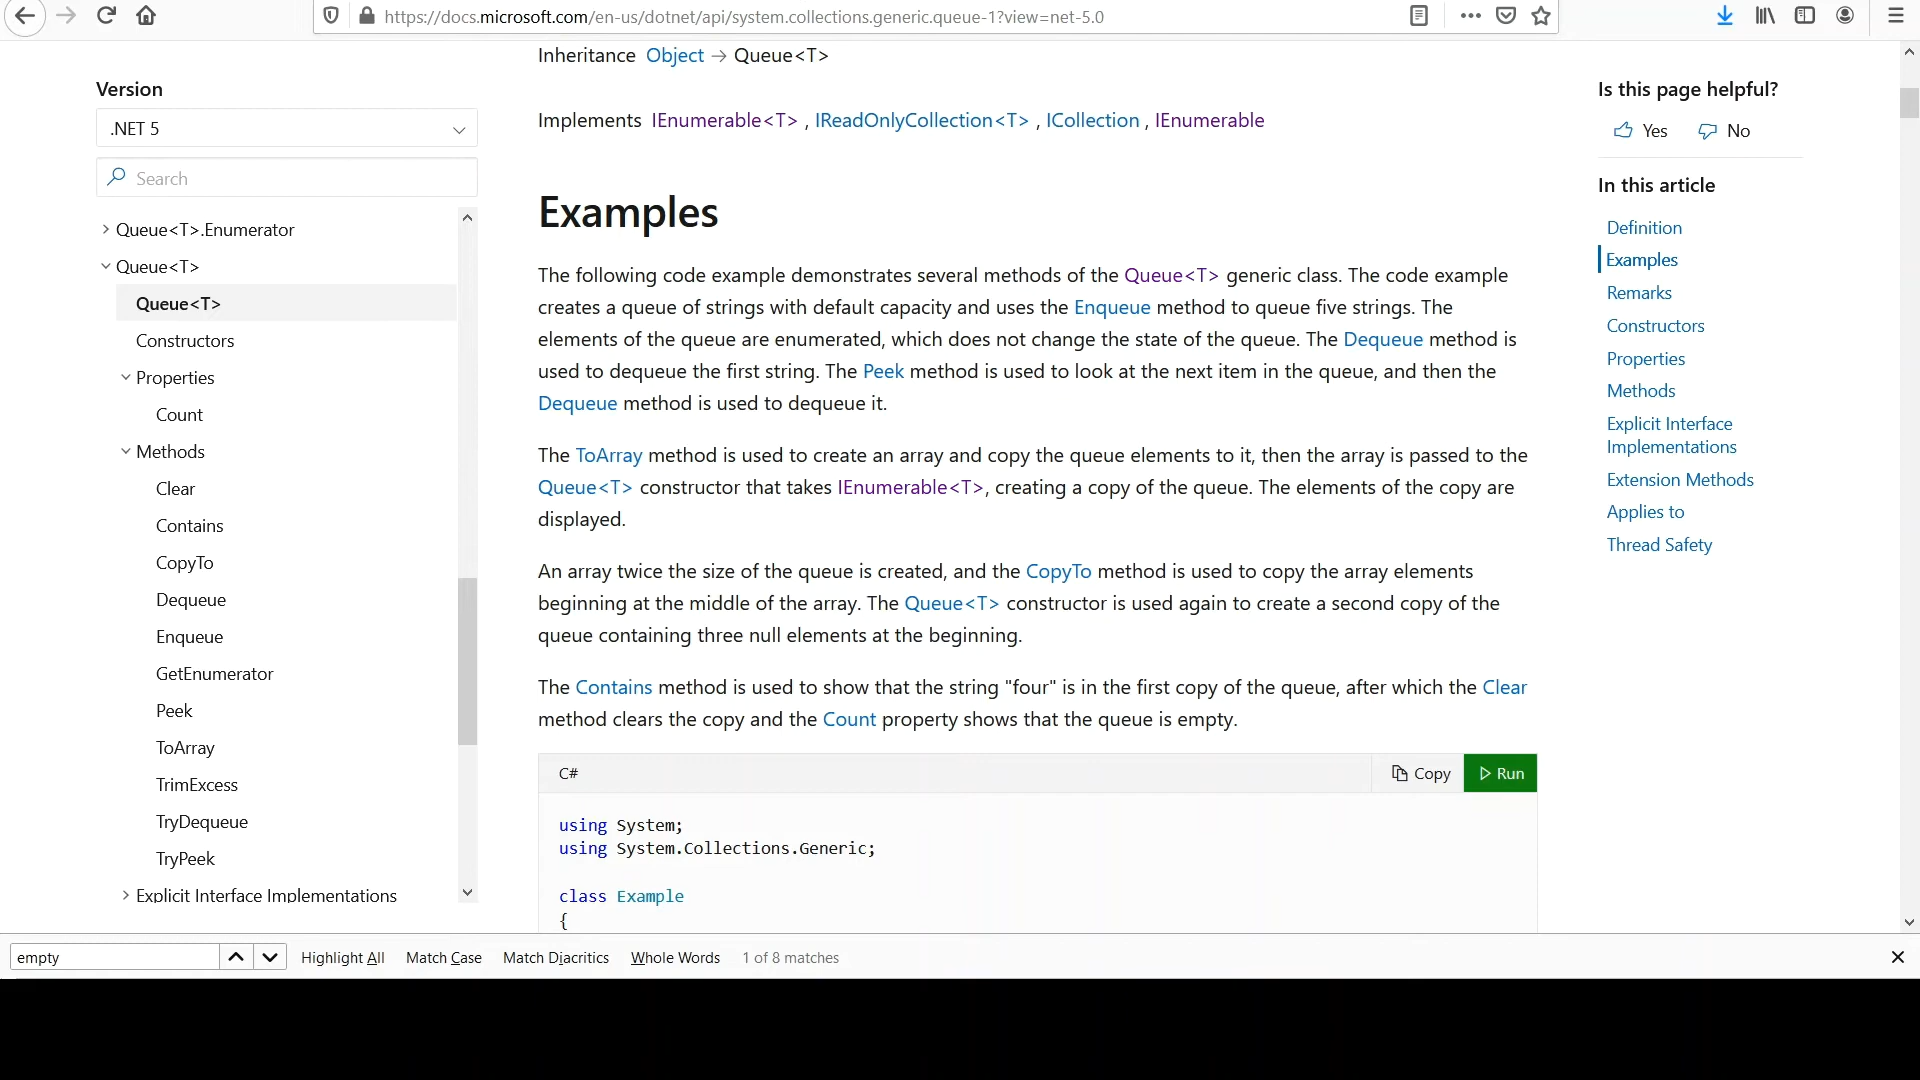 https://docs.microsoft.com/en-us/dotnet/api/system.collections.generic.queue-1?view=net-5.0
Inheritance Object → Queue<T>
Implements IEnumerable<T> , IReadOnlyCollection<T> , ICollection , IEnumerable
Version
.NET 5
Search
Queue<T>.Enumerator
Queue<T>
Queue<T>
Constructors
Properties
Count
Methods
Clear
Contains
CopyTo
Dequeue
Enqueue
GetEnumerator
Peek
ToArray
TrimExcess
TryDequeue
TryPeek
Explicit Interface Implementations
Examples
The following code example demonstrates several methods of the Queue<T> generic class. The code example
creates a queue of strings with default capacity and uses the Enqueue method to queue five strings. The
elements of the queue are enumerated, which does not change the state of the queue. The Dequeue method is
used to dequeue the first string. The Peek method is used to look at the next item in the queue, and then the
Dequeue method is used to dequeue it.
The ToArray method is used to create an array and copy the queue elements to it, then the array is passed to the
Queue<T> constructor that takes IEnumerable<T>, creating a copy of the queue. The elements of the copy are
displayed.
An array twice the size of the queue is created, and the CopyTo method is used to copy the array elements
beginning at the middle of the array. The Queue<T> constructor is used again to create a second copy of the
queue containing three null elements at the beginning.
The Contains method is used to show that the string "four" is in the first copy of the queue, after which the Clear
method clears the copy and the Count property shows that the queue is empty.
C# Copy Run
using System;
using System.Collections.Generic;
class Example
{
Is this page helpful?
Yes No
In this article
Definition
Examples
Remarks
Constructors
Properties
Methods
Explicit Interface
Implementations
Extension Methods
Applies to
Thread Safety
empty Highlight All Match Case Match Diacritics Whole Words 1 of 8 matches